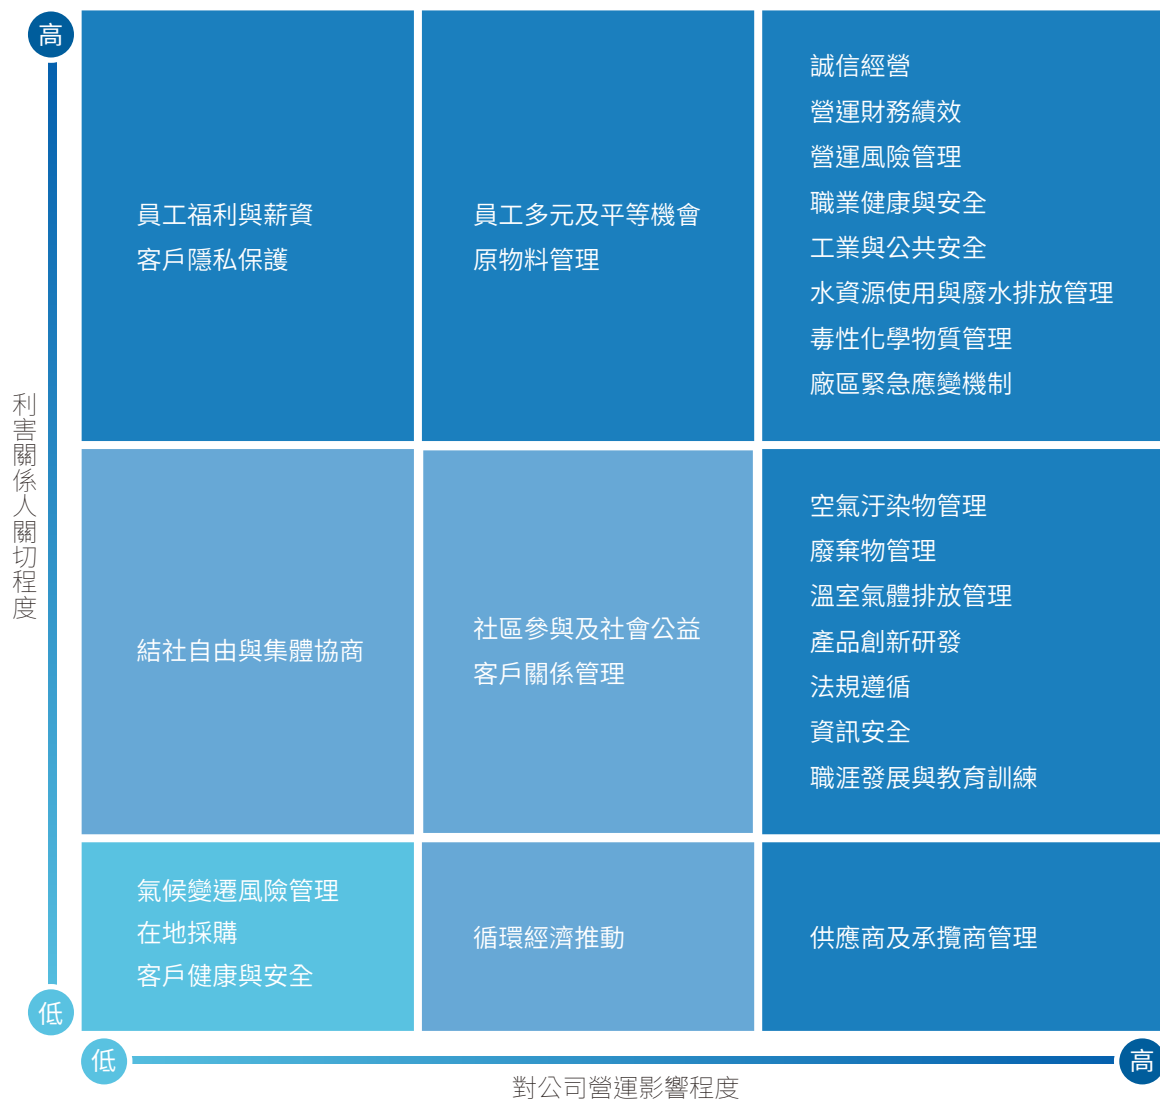 高
員工福利與薪資
客戶隱私保護
員工多元及平等機會
原物料管理
誠信經營
營運財務績效
營運風險管理
職業健康與安全
工業與公共安全
水資源使用與廢水排放管理
毒性化學物質管理
廠區緊急應變機制
利害關係人關切程度
結社自由與集體協商
社區參與及社會公益
客戶關係管理
空氣汙染物管理
廢棄物管理
溫室氣體排放管理
產品創新研發
法規遵循
資訊安全
職涯發展與教育訓練
氣候變遷風險管理
在地採購
客戶健康與安全
循環經濟推動
供應商及承攬商管理
低
低
高
對公司營運影響程度